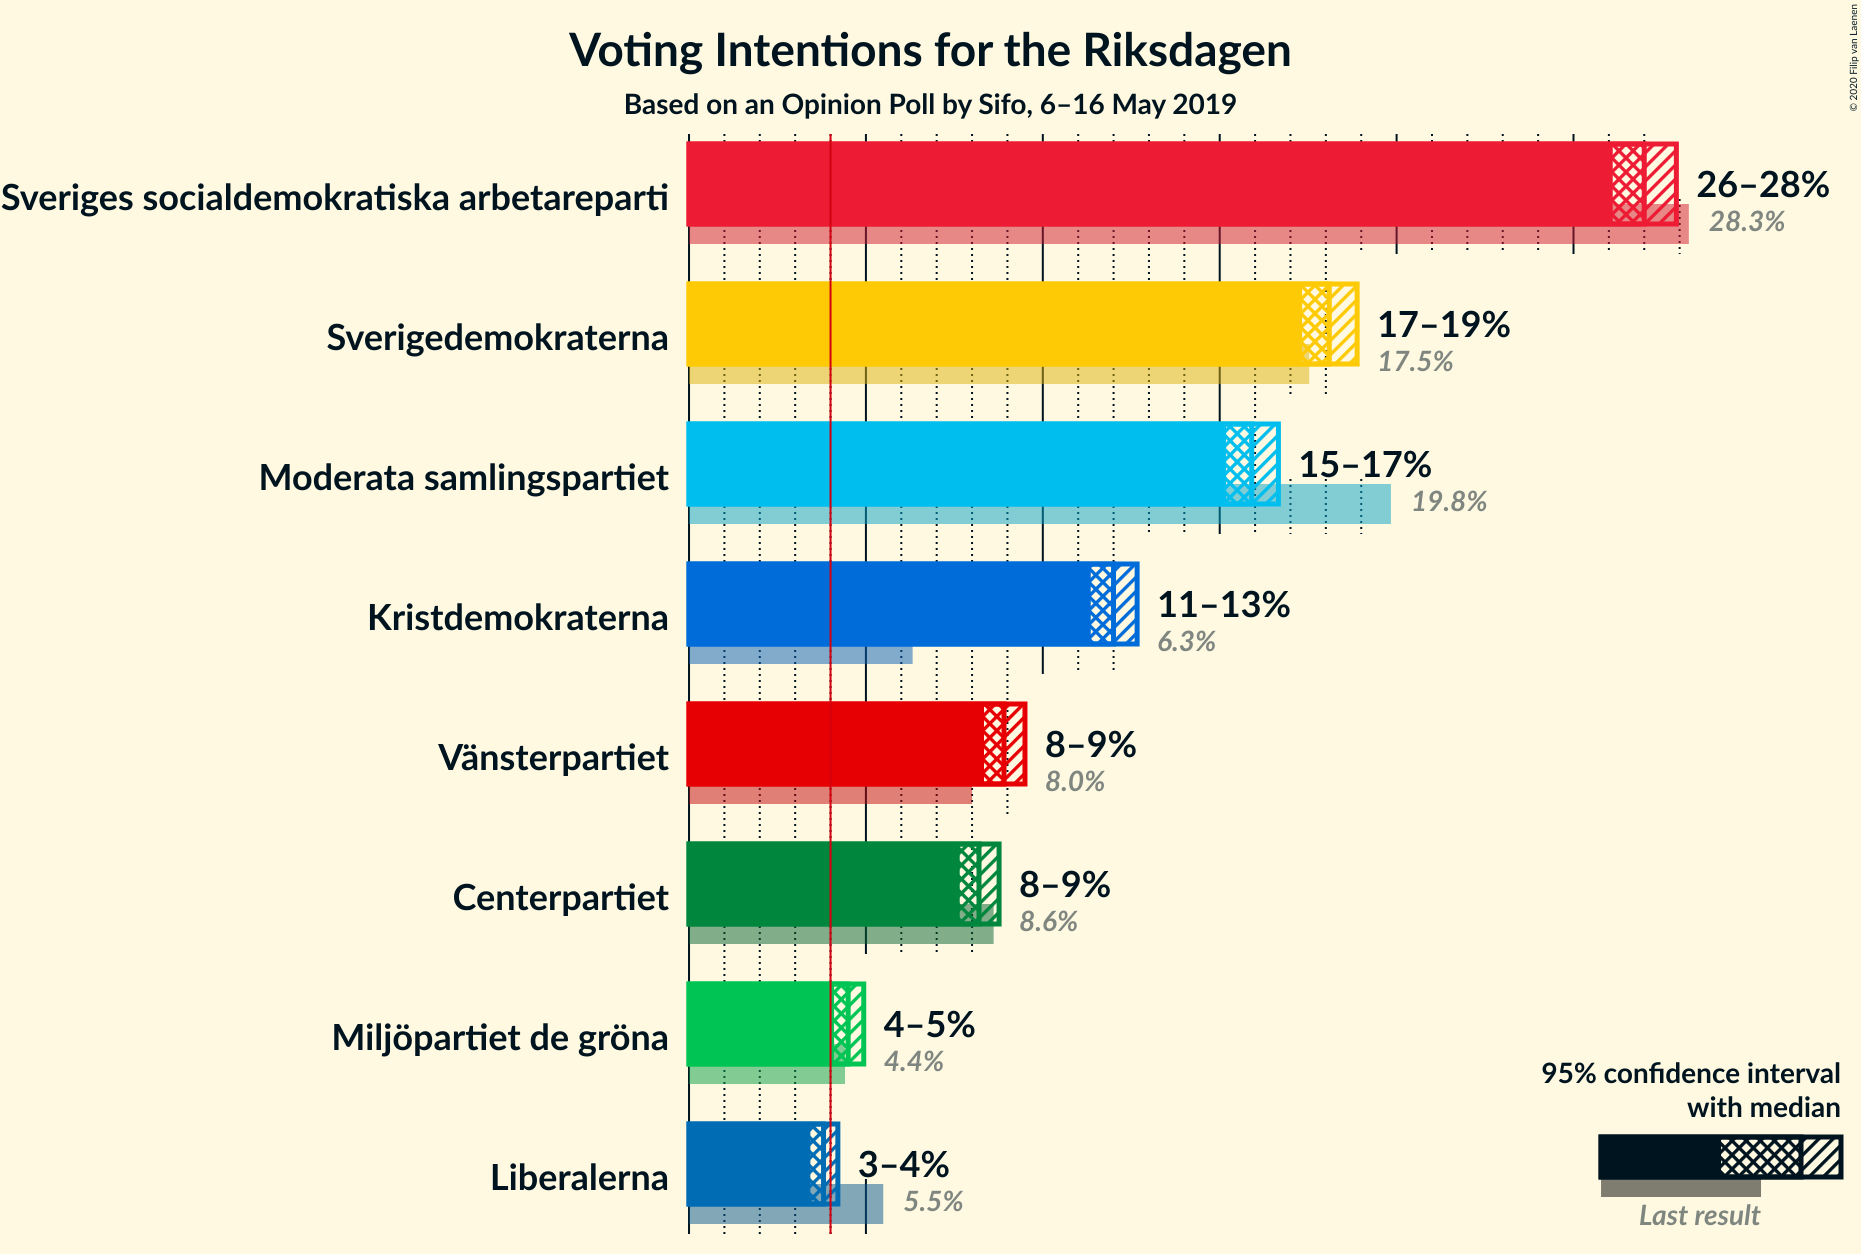 Voting Intentions for the Riksdagen
Based on an Opinion Poll by Sifo, 6–16 May 2019
© 2020 Filip van Laenen
Sveriges socialdemokratiska arbetareparti
26–28%
28.3%
Sverigedemokraterna
17–19%
17.5%
Moderata samlingspartiet
15–17%
19.8%
Kristdemokraterna
11–13%
6.3%
Vänsterpartiet
8–9%
8.0%
Centerpartiet
8–9%
8.6%
Miljöpartiet de gröna
4–5%
4.4%
Liberalerna
3–4%
5.5%
95% confidence interval
with median
Last result